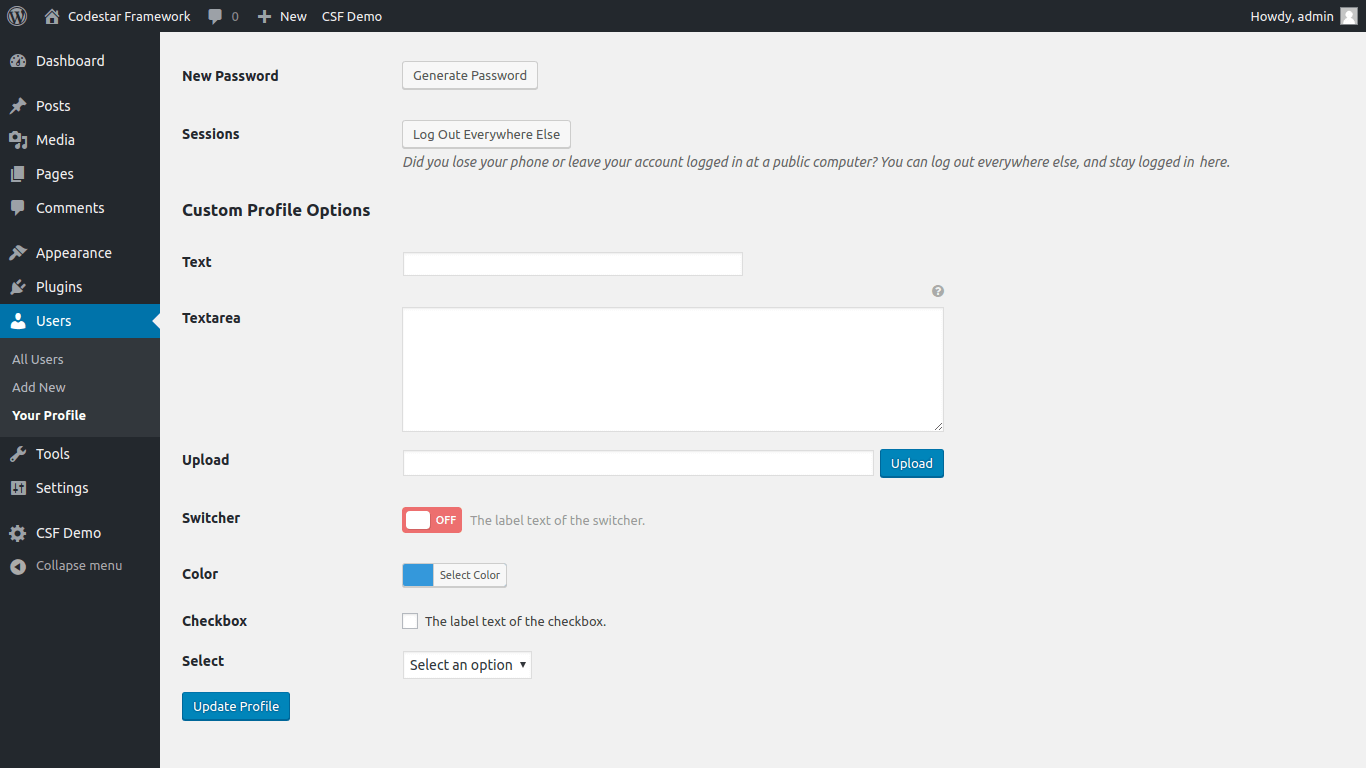 Codestar Framework 0 New CSF Demo Howdy, admin
Dashboard
Posts
Media
Pages
Comments
Appearance
Plugins
Users
All Users
Add New
Your Profile
Tools
Settings
CSF Demo
Collapse menu
New Password Generate Password
Sessions Log Out Everywhere Else
Did you lose your phone or leave your account logged in at a public computer? You can log out everywhere else, and stay logged in here.
Custom Profile Options
Text
?
Textarea
Upload Upload
Switcher OFF The label text of the switcher.
Color Select Color
Checkbox The label text of the checkbox.
Select Select an option
Update Profile